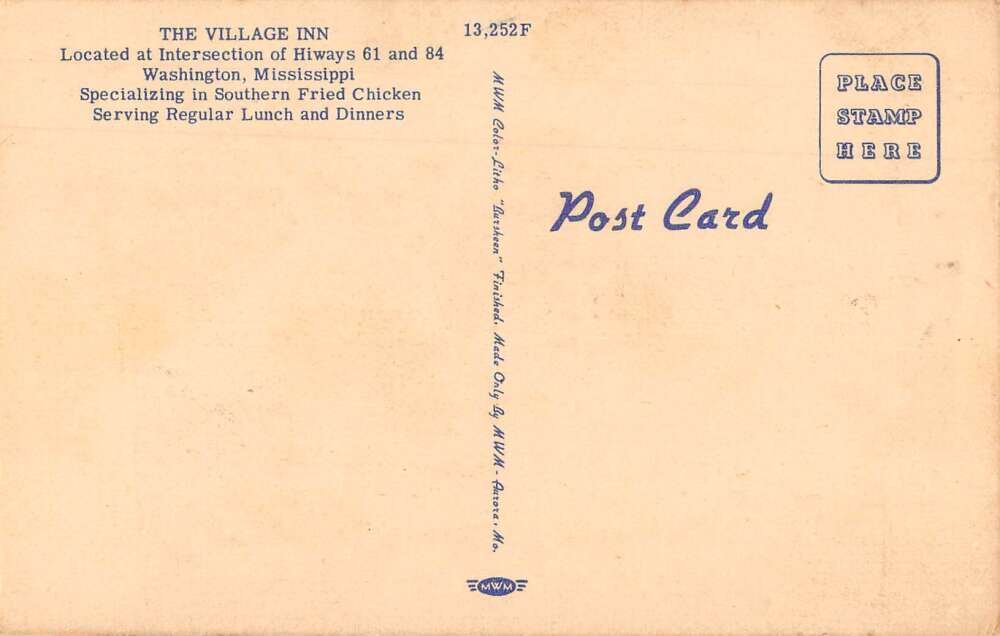 THE VILLAGE INN
Located at Intersection of Hiways 61 and 84
Washington, Mississippi
Specializing in Southern Fried Chicken
Serving Regular Lunch and Dinners
13,252F
MWM Color-Litho "Bursheen" Finished. Made Only By MWM - Aurora, Mo.
MWM
PLACE
STAMP
HERE
Post Card